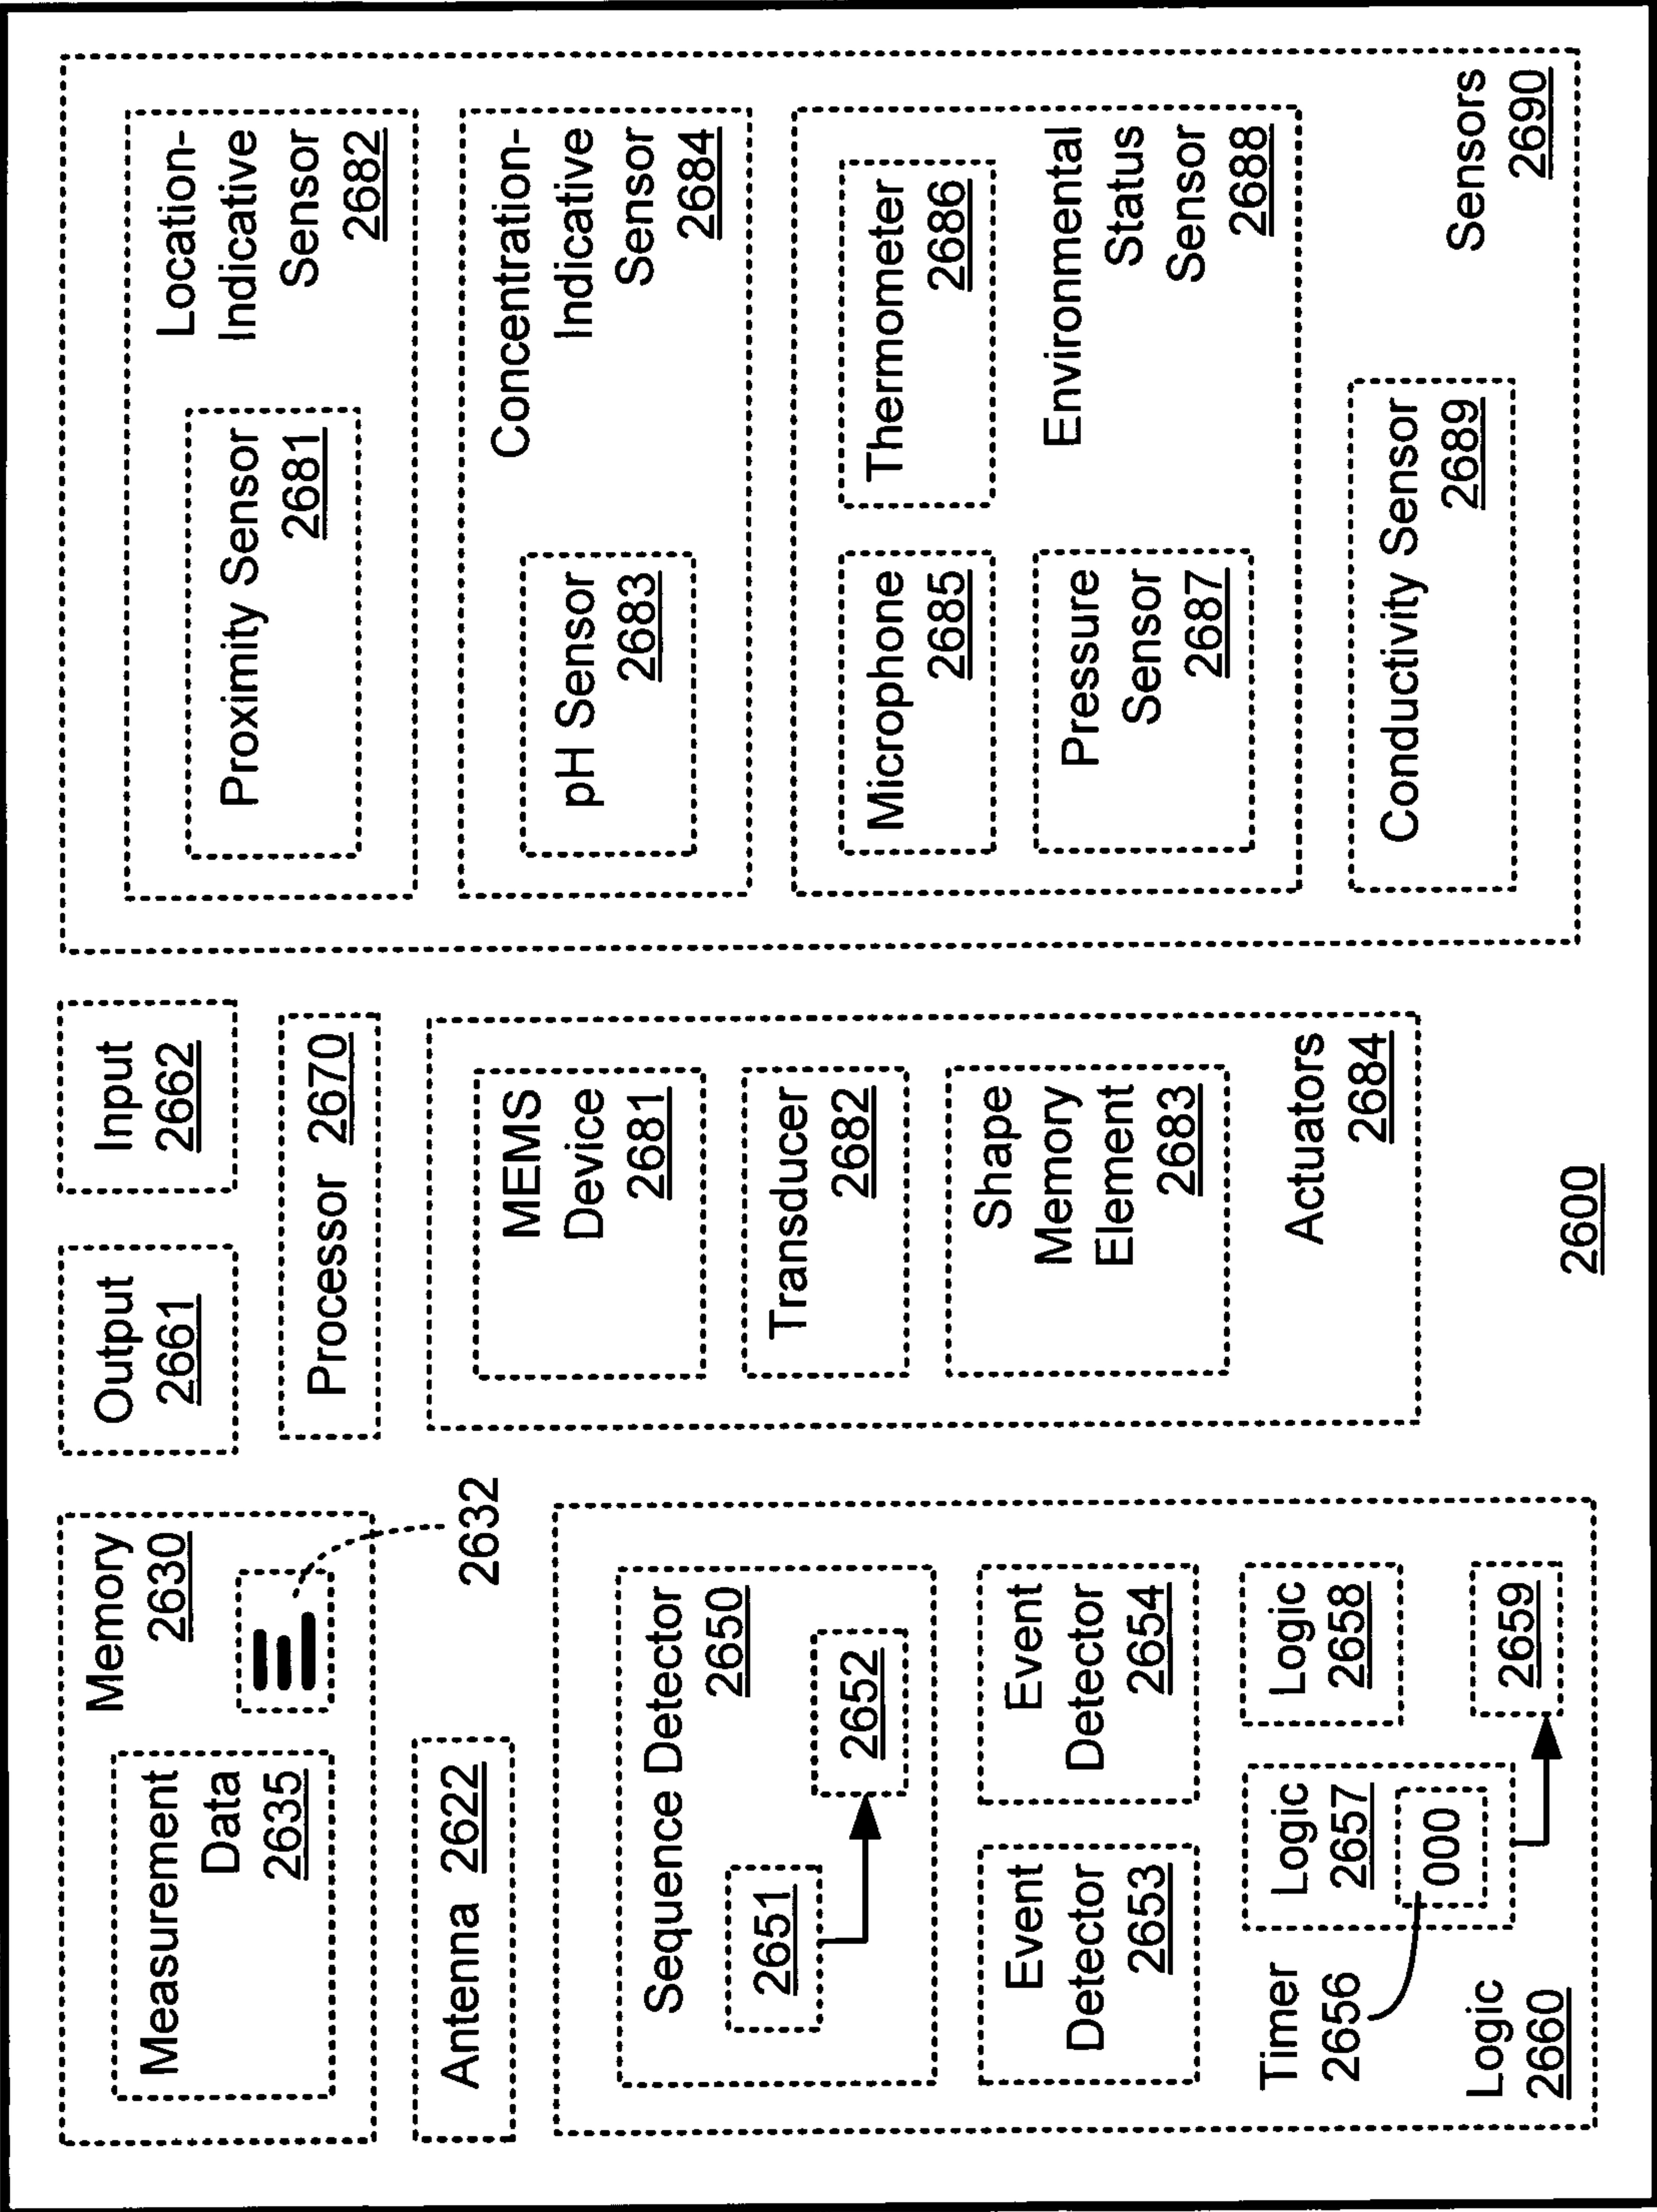 Memory
2630
Measurement
Data
2635
2632
Antenna 2622
Sequence Detector
2650
2651
2652
Event
Detector
2653
Event
Detector
2654
Timer
2656
Logic
2657
000
Logic
2658
2659
Logic
2660
Output
2661
Input
2662
Processor 2670
MEMS
Device
2681
Transducer
2682
Shape
Memory
Element
2683
Actuators
2684
2600
Location-
Indicative
Sensor
2682
Proximity Sensor
2681
Concentration-
Indicative
Sensor
2684
pH Sensor
2683
Microphone
2685
Thermometer
2686
Pressure
Sensor
2687
Environmental
Status
Sensor
2688
Conductivity Sensor
2689
Sensors
2690